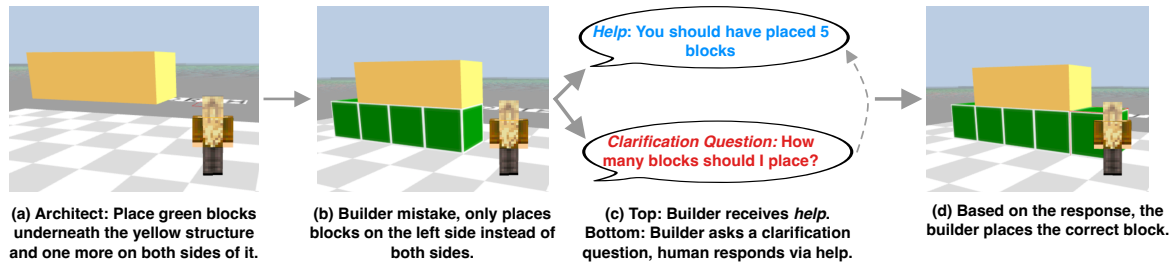 Help: You should have placed 5
blocks
Clarification Question: How
many blocks should I place?
(a) Architect: Place green blocks
underneath the yellow structure
and one more on both sides of it.
(b) Builder mistake, only places
blocks on the left side instead of
both sides.
(c) Top: Builder receives help.
Bottom: Builder asks a clarification
question, human responds via help.
(d) Based on the response, the
builder places the correct block.